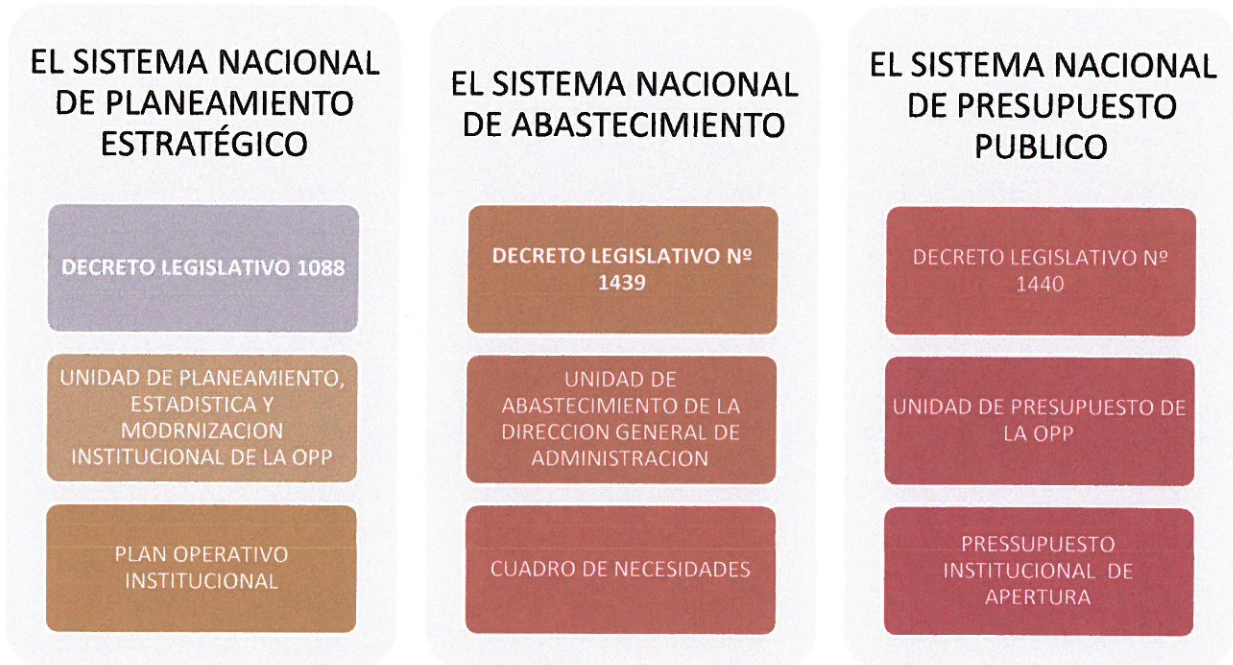 EL SISTEMA NACIONAL
DE PLANEAMIENTO
ESTRATÉGICO
DECRETO LEGISLATIVO 1088
UNIDAD DE PLANEAMIENTO,
ESTADISTICA Y
MODRNIZACION
INSTITUCIONAL DE LA OPP
PLAN OPERATIVO
INSTITUCIONAL
EL SISTEMA NACIONAL
DE ABASTECIMIENTO
DECRETO LEGISLATIVO Nº
1439
UNIDAD DE
ABASTECIMIENTO DE LA
DIRECCION GENERAL DE
ADMINISTRACION
CUADRO DE NECESIDADES
EL SISTEMA NACIONAL
DE PRESUPUESTO
PUBLICO
DECRETO LEGISLATIVO Nº
1440
UNIDAD DE PRESUPUESTO DE
LA OPP
PRESSUPUESTO
INSTITUCIONAL DE
APERTURA